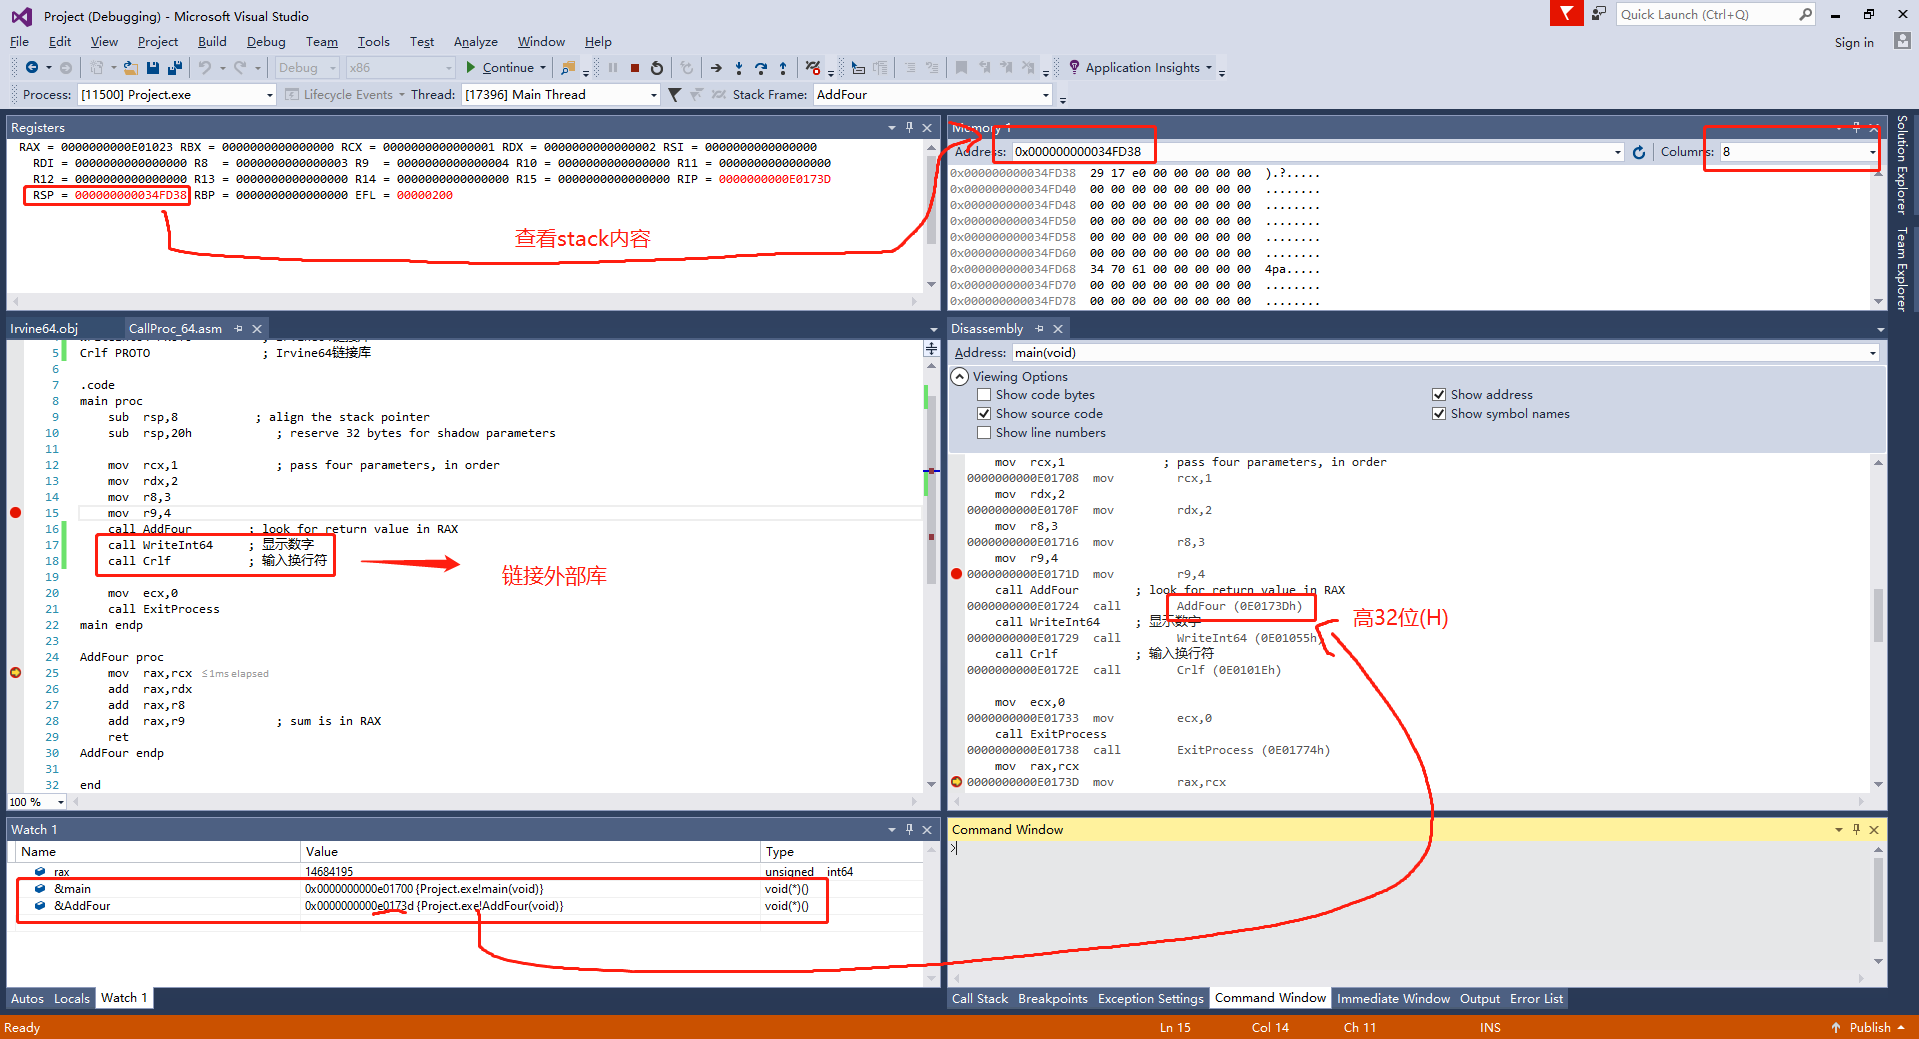 Project (Debugging) - Microsoft Visual Studio
Quick Launch (Ctrl+Q)
File Edit View Project Build Debug Team Tools Test Analyze Window Help
Sign in
Debug x86 Continue Application Insights
Process: [11500] Project.exe Lifecycle Events Thread: [17396] Main Thread Stack Frame: AddFour
Registers
RAX = 0000000000E01023 RBX = 0000000000000000 RCX = 0000000000000001 RDX = 0000000000000002 RSI = 0000000000000000
RDI = 0000000000000000 R8 = 0000000000000003 R9 = 0000000000000004 R10 = 0000000000000000 R11 = 0000000000000000
R12 = 0000000000000000 R13 = 0000000000000000 R14 = 0000000000000000 R15 = 0000000000000000 RIP = 0000000000E0173D
RSP = 000000000034FD38 RBP = 0000000000000000 EFL = 00000200
查看stack内容
Memory 1
Address: 0x000000000034FD38 Columns: 8
0x000000000034FD38 29 17 e0 00 00 00 00 00 ).?.....
0x000000000034FD40 00 00 00 00 00 00 00 00 ........
0x000000000034FD48 00 00 00 00 00 00 00 00 ........
0x000000000034FD50 00 00 00 00 00 00 00 00 ........
0x000000000034FD58 00 00 00 00 00 00 00 00 ........
0x000000000034FD60 00 00 00 00 00 00 00 00 ........
0x000000000034FD68 34 70 61 00 00 00 00 00 4pa.....
0x000000000034FD70 00 00 00 00 00 00 00 00 ........
0x000000000034FD78 00 00 00 00 00 00 00 00 ........
Solution Explorer
Team Explorer
Irvine64.obj CallProc_64.asm
5 Crlf PROTO ; Irvine64链接库
6
7 .code
8 main proc
9 sub rsp,8 ; align the stack pointer
10 sub rsp,20h ; reserve 32 bytes for shadow parameters
11
12 mov rcx,1 ; pass four parameters, in order
13 mov rdx,2
14 mov r8,3
15 mov r9,4
16 call AddFour ; look for return value in RAX
17 call WriteInt64 ; 显示数字
18 call Crlf ; 输入换行符
19
20 mov ecx,0
21 call ExitProcess
22 main endp
23
24 AddFour proc
25 mov rax,rcx ≤1ms elapsed
26 add rax,rdx
27 add rax,r8
28 add rax,r9 ; sum is in RAX
29 ret
30 AddFour endp
31
32 end
100 %
链接外部库
Disassembly
Address: main(void)
Viewing Options
Show code bytes Show address
Show source code Show symbol names
Show line numbers
mov rcx,1 ; pass four parameters, in order
0000000000E01708 mov rcx,1
mov rdx,2
0000000000E0170F mov rdx,2
mov r8,3
0000000000E01716 mov r8,3
mov r9,4
0000000000E0171D mov r9,4
call AddFour ; look for return value in RAX
0000000000E01724 call AddFour (0E0173Dh)
call WriteInt64 ; 显示数字
0000000000E01729 call WriteInt64 (0E01055h)
call Crlf ; 输入换行符
0000000000E0172E call Crlf (0E0101Eh)
mov ecx,0
0000000000E01733 mov ecx,0
call ExitProcess
0000000000E01738 call ExitProcess (0E01774h)
mov rax,rcx
0000000000E0173D mov rax,rcx
高32位(H)
Watch 1
Name Value Type
rax 14684195 unsigned int64
&main 0x0000000000e01700 {Project.exe!main(void)} void(*)()
&AddFour 0x0000000000e0173d {Project.exe!AddFour(void)} void(*)()
Autos Locals Watch 1
Command Window
>
Call Stack Breakpoints Exception Settings Command Window Immediate Window Output Error List
Ready Ln 15 Col 14 Ch 11 INS Publish